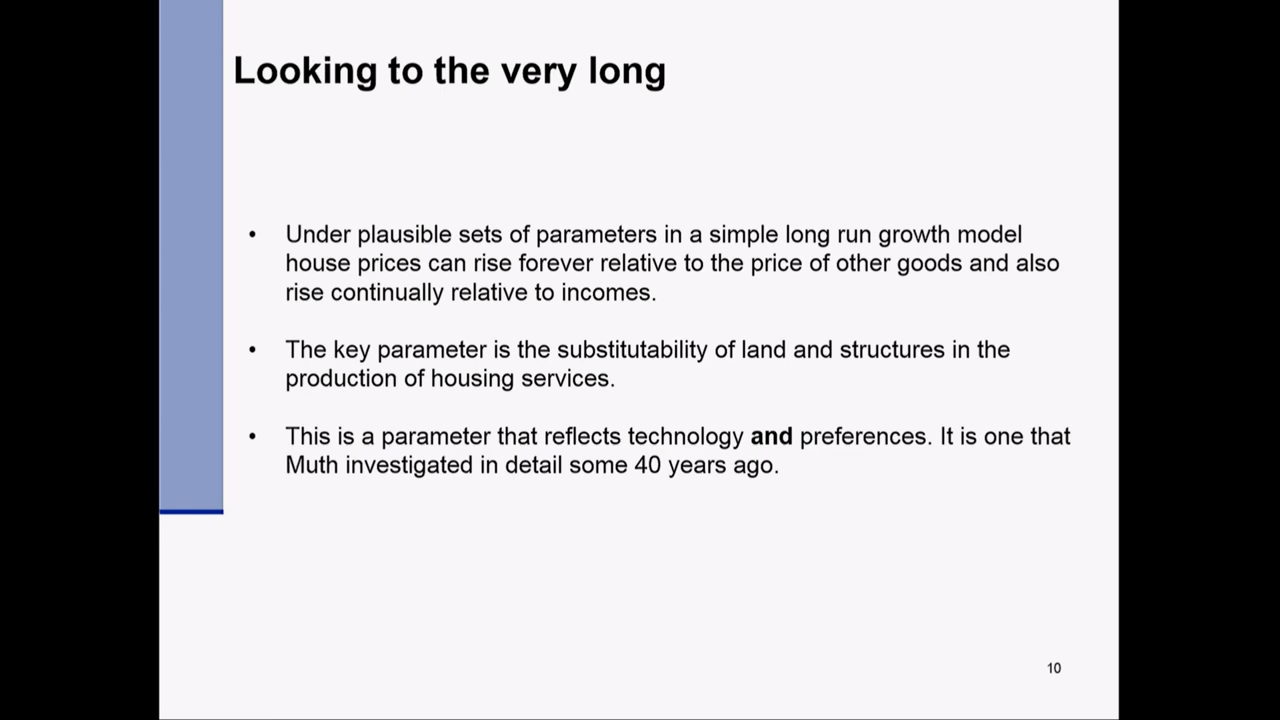 Looking to the very long
• Under plausible sets of parameters in a simple long run growth model
house prices can rise forever relative to the price of other goods and also
rise continually relative to incomes.
• The key parameter is the substitutability of land and structures in the
production of housing services.
• This is a parameter that reflects technology and preferences. It is one that
Muth investigated in detail some 40 years ago.
10